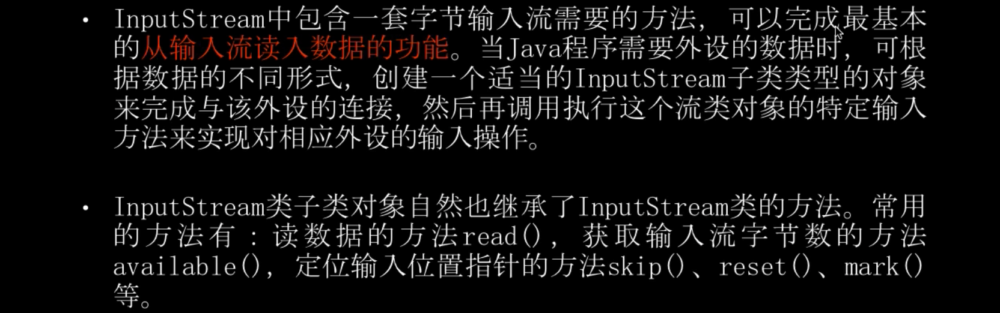 • InputStream中包含一套字节输入流需要的方法，可以完成最基本
的从输入流读入数据的功能。当Java程序需要外设的数据时，可根
据数据的不同形式，创建一个适当的InputStream子类类型的对象
来完成与该外设的连接，然后再调用执行这个流类对象的特定输入
方法来实现对相应外设的输入操作。
• InputStream类子类对象自然也继承了InputStream类的方法。常用
的方法有：读数据的方法read()，获取输入流字节数的方法
available()，定位输入位置指针的方法skip()、reset()、mark()
等。